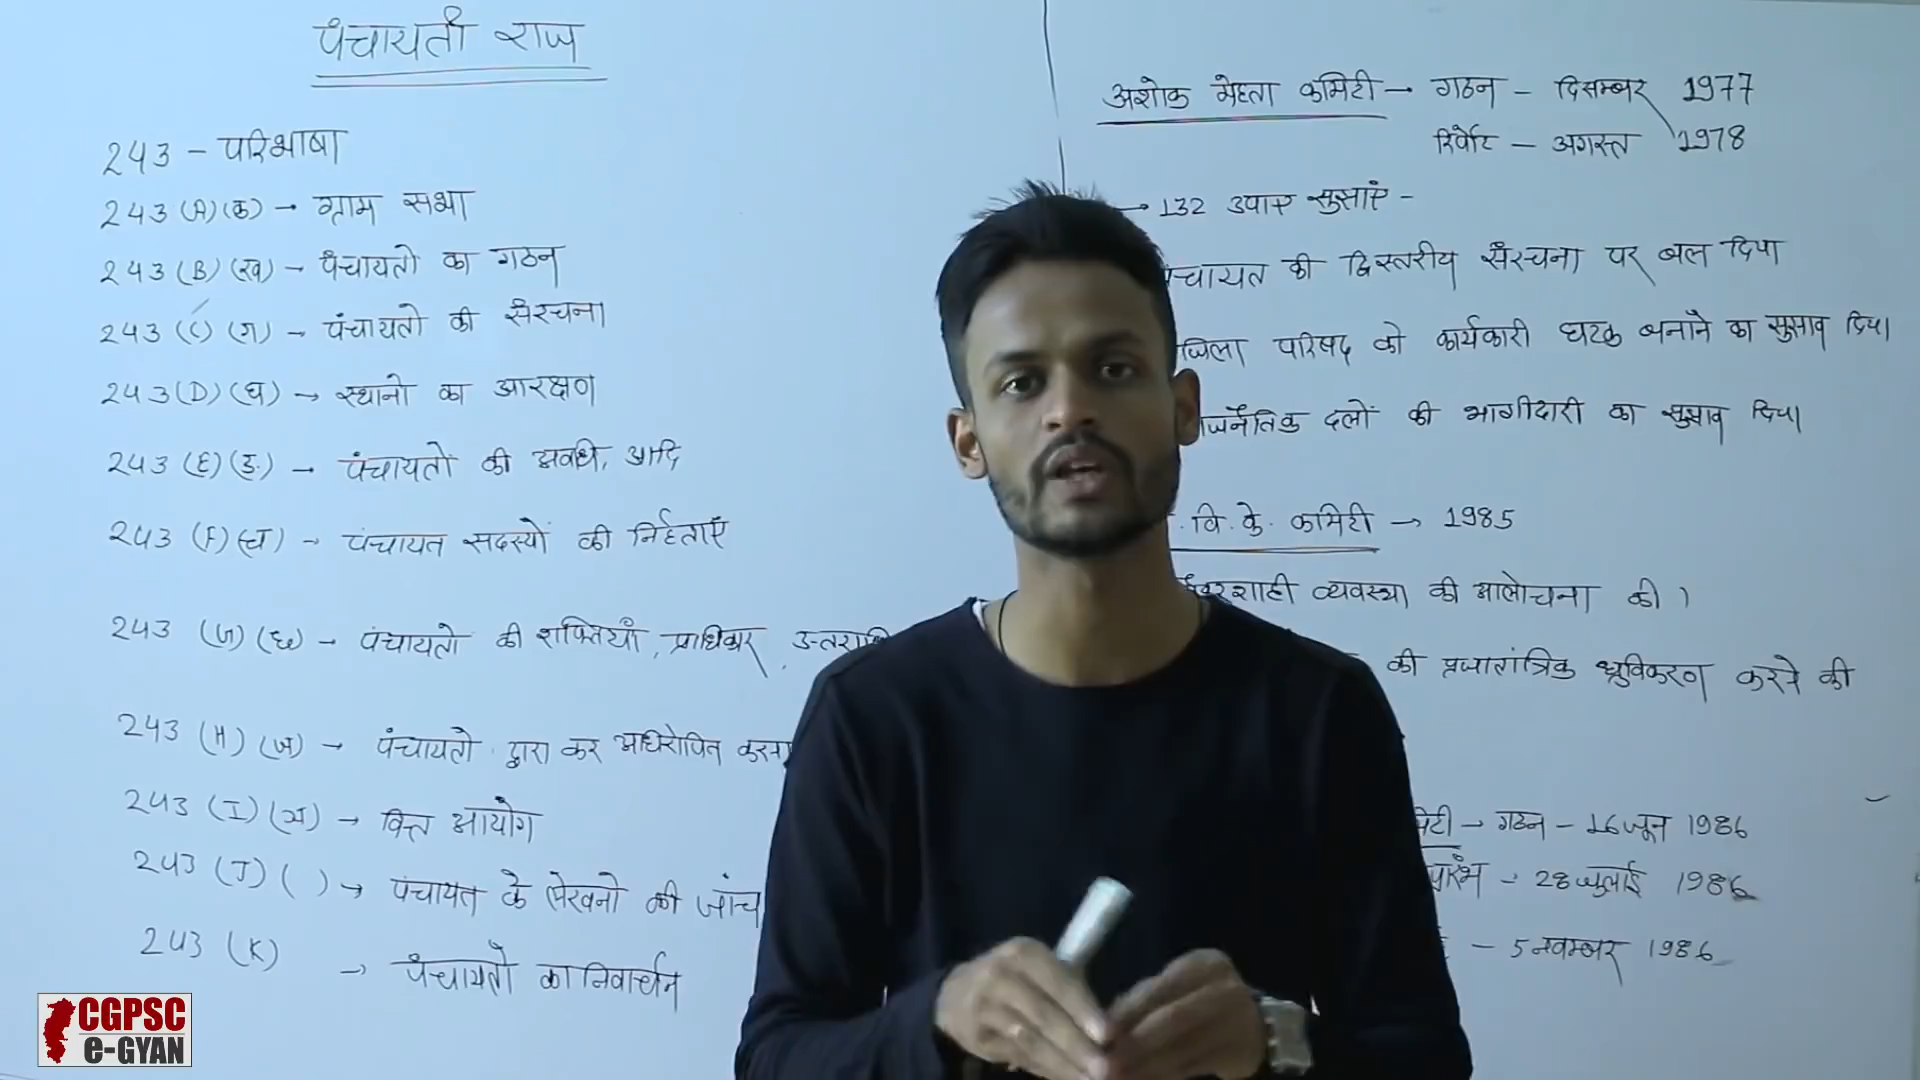 पंचायती राज
243 - परिभाषा
243 (A) (क) → ग्राम सभा
243 (B) (ख) - पंचायतो का गठन
243 (C) (ग) → पंचायतो की संरचना
243 (D) (घ) → स्थानो का आरक्षण
243 (E) (ङ) → पंचायतों की अवधि, आदि
243 (F) (च) → पंचायत सदस्यों की निर्हताएं
243 (G) (छ) - पंचायतो की शक्तियाँ, प्राधिकार,
243 (H) (ज) → पंचायतो द्वारा कर अधिरोपित करना
243 (I) (झ) → वित्त आयोग
243 (J) ( ) → पंचायत के लेखनो की जांच
243 (K) → पंचायतो का निवार्चन
अशोक मेहता कमिटी → गठन - दिसम्बर 1977
रिर्पोट - अगस्त 1978
→ 132 उपाए सुझाएं -
पंचायत की द्विस्तरीय संरचना पर बल दिया
जिला परिषद को कार्यकारी घटक बनाने का सुझाव दिया।
की भागीदारी का सुझाव दिया।
दलों
वि. के. कमिटी → 1985
व्यवस्था की आलोचना की।
की प्रजातांत्रिक ध्रुविकरण करने की
मिटी → गठन - 16 जून 1986
प्रारंभ - 28 जुलाई 1986
- 5 नवम्बर 1986
CGPSC
e-GYAN